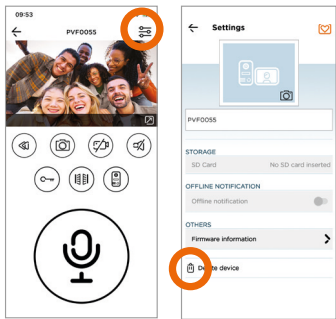 09:53
PVF0055
Settings
PVF0055
STORAGE
SD Card No SD card inserted
OFFLINE NOTIFICATION
Offline notification
OTHERS
Firmware information
Delete device